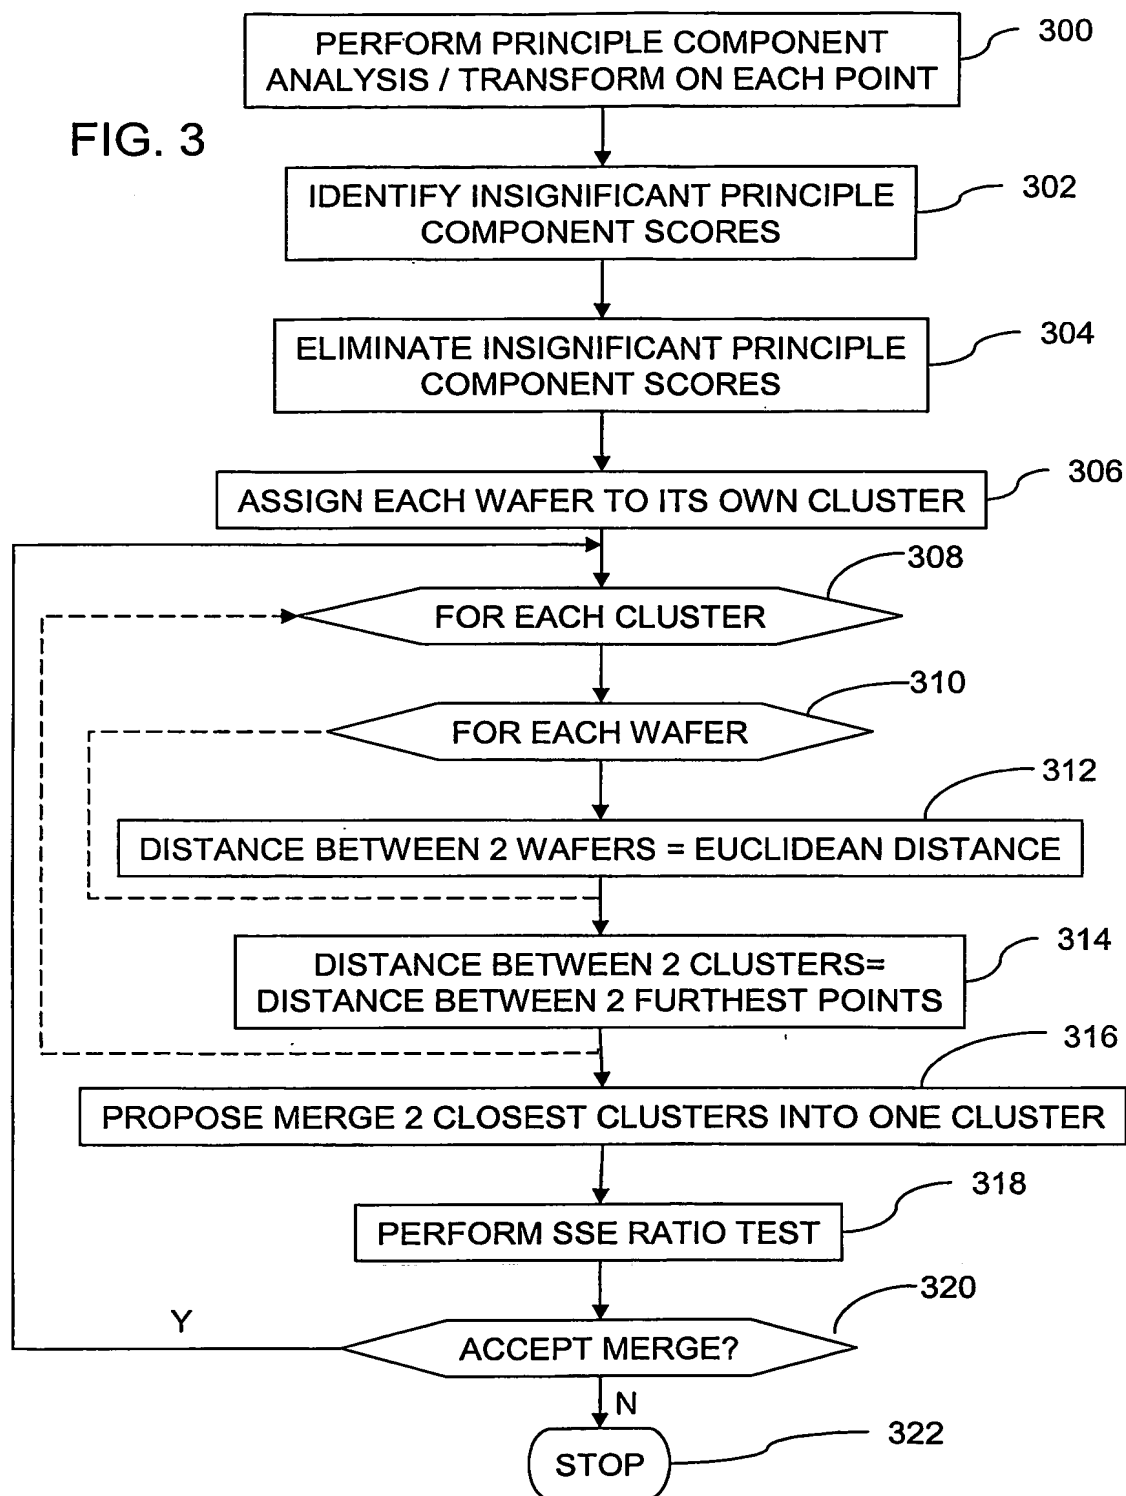 PERFORM PRINCIPLE COMPONENT
ANALYSIS / TRANSFORM ON EACH POINT
300
FIG. 3
IDENTIFY INSIGNIFICANT PRINCIPLE
COMPONENT SCORES
302
ELIMINATE INSIGNIFICANT PRINCIPLE
COMPONENT SCORES
304
ASSIGN EACH WAFER TO ITS OWN CLUSTER
306
FOR EACH CLUSTER
308
FOR EACH WAFER
310
DISTANCE BETWEEN 2 WAFERS = EUCLIDEAN DISTANCE
312
DISTANCE BETWEEN 2 CLUSTERS=
DISTANCE BETWEEN 2 FURTHEST POINTS
314
PROPOSE MERGE 2 CLOSEST CLUSTERS INTO ONE CLUSTER
316
PERFORM SSE RATIO TEST
318
ACCEPT MERGE?
320
Y
N
STOP
322